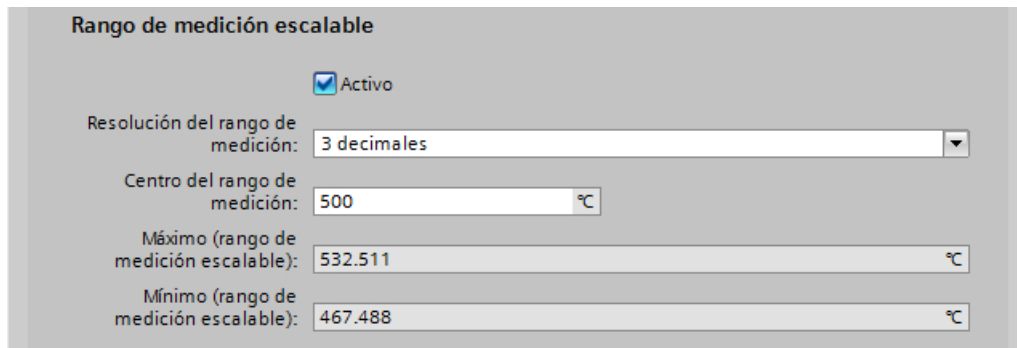 Rango de medición escalable
Activo
Resolución del rango de
medición:
3 decimales
Centro del rango de
medición:
500 °C
Máximo (rango de
medición escalable):
532.511 °C
Mínimo (rango de
medición escalable):
467.488 °C